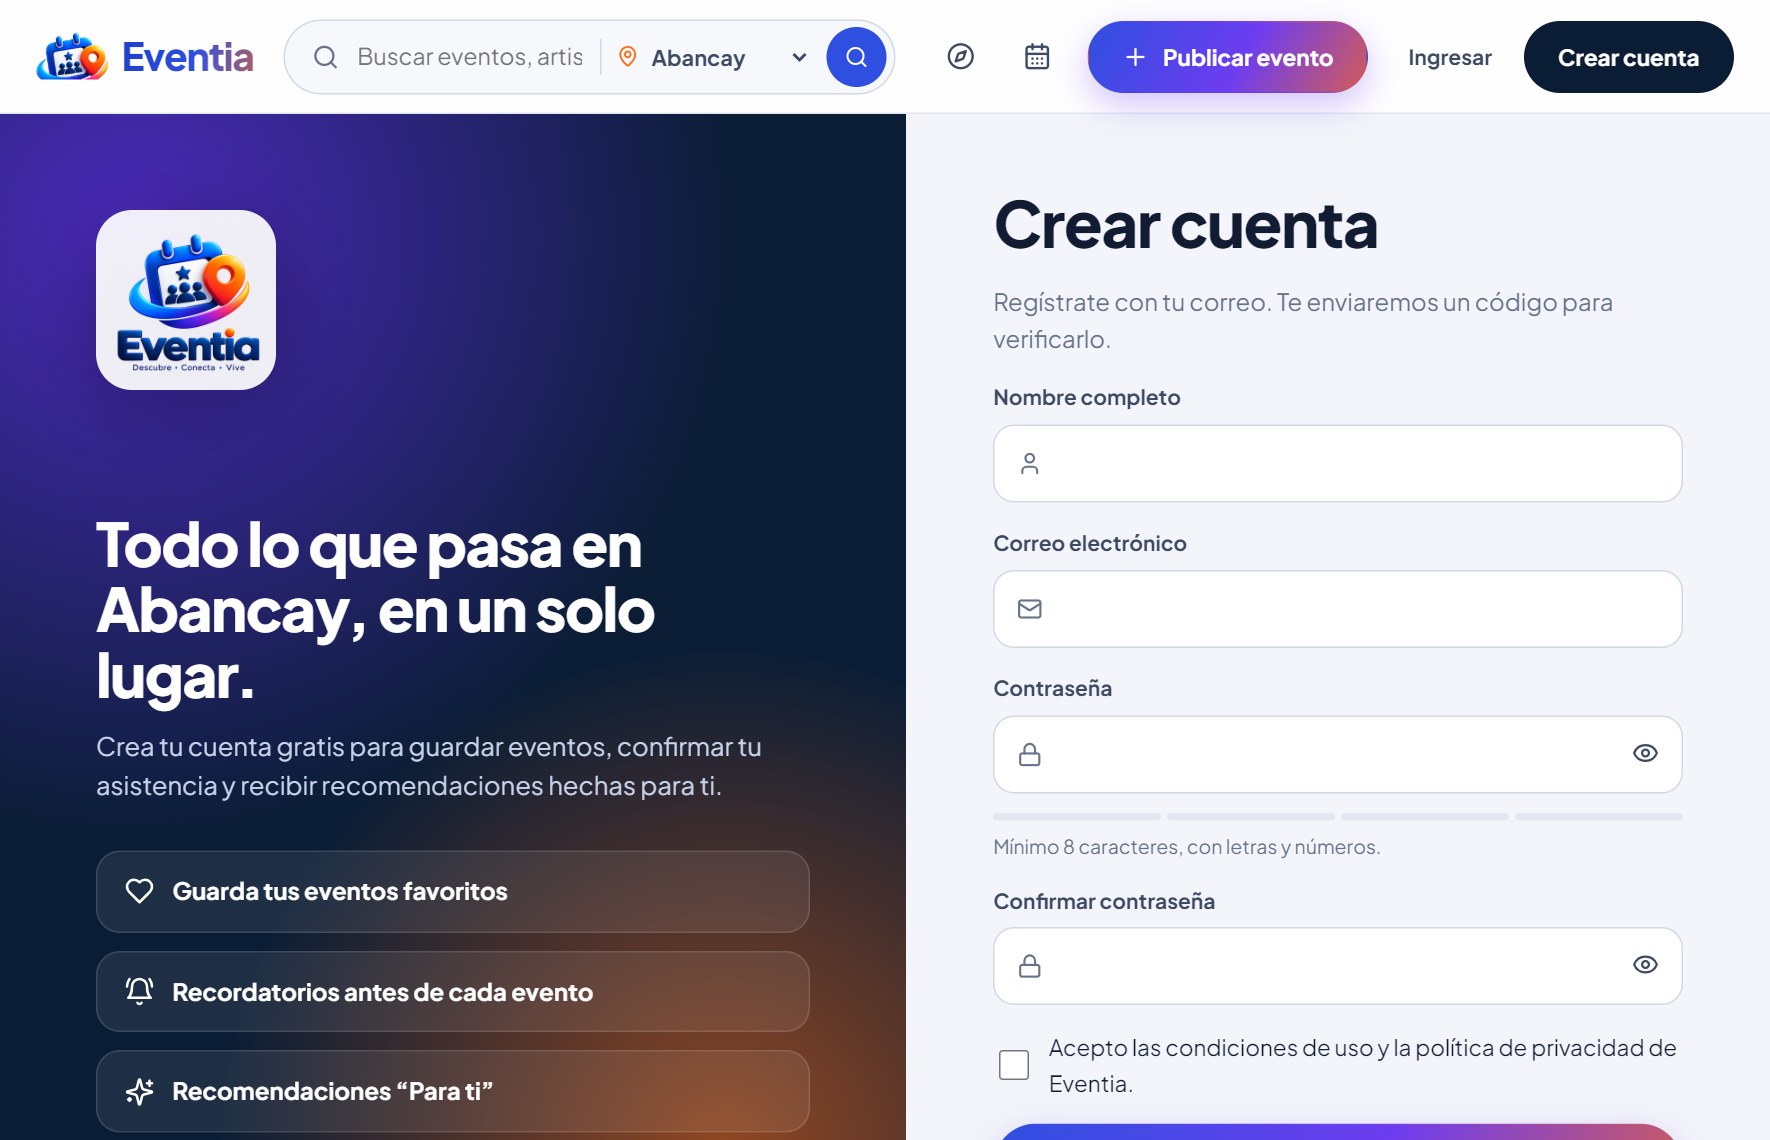 Eventia
Buscar eventos, artis
Abancay
Publicar evento
Ingresar
Crear cuenta
Eventia
Descubre • Conecta • Vive
Todo lo que pasa en
Abancay, en un solo
lugar.
Crea tu cuenta gratis para guardar eventos, confirmar tu
asistencia y recibir recomendaciones hechas para ti.
Guarda tus eventos favoritos
Recordatorios antes de cada evento
Recomendaciones “Para ti”
Crear cuenta
Regístrate con tu correo. Te enviaremos un código para
verificarlo.
Nombre completo
Correo electrónico
Contraseña
Mínimo 8 caracteres, con letras y números.
Confirmar contraseña
Acepto las condiciones de uso y la política de privacidad de
Eventia.